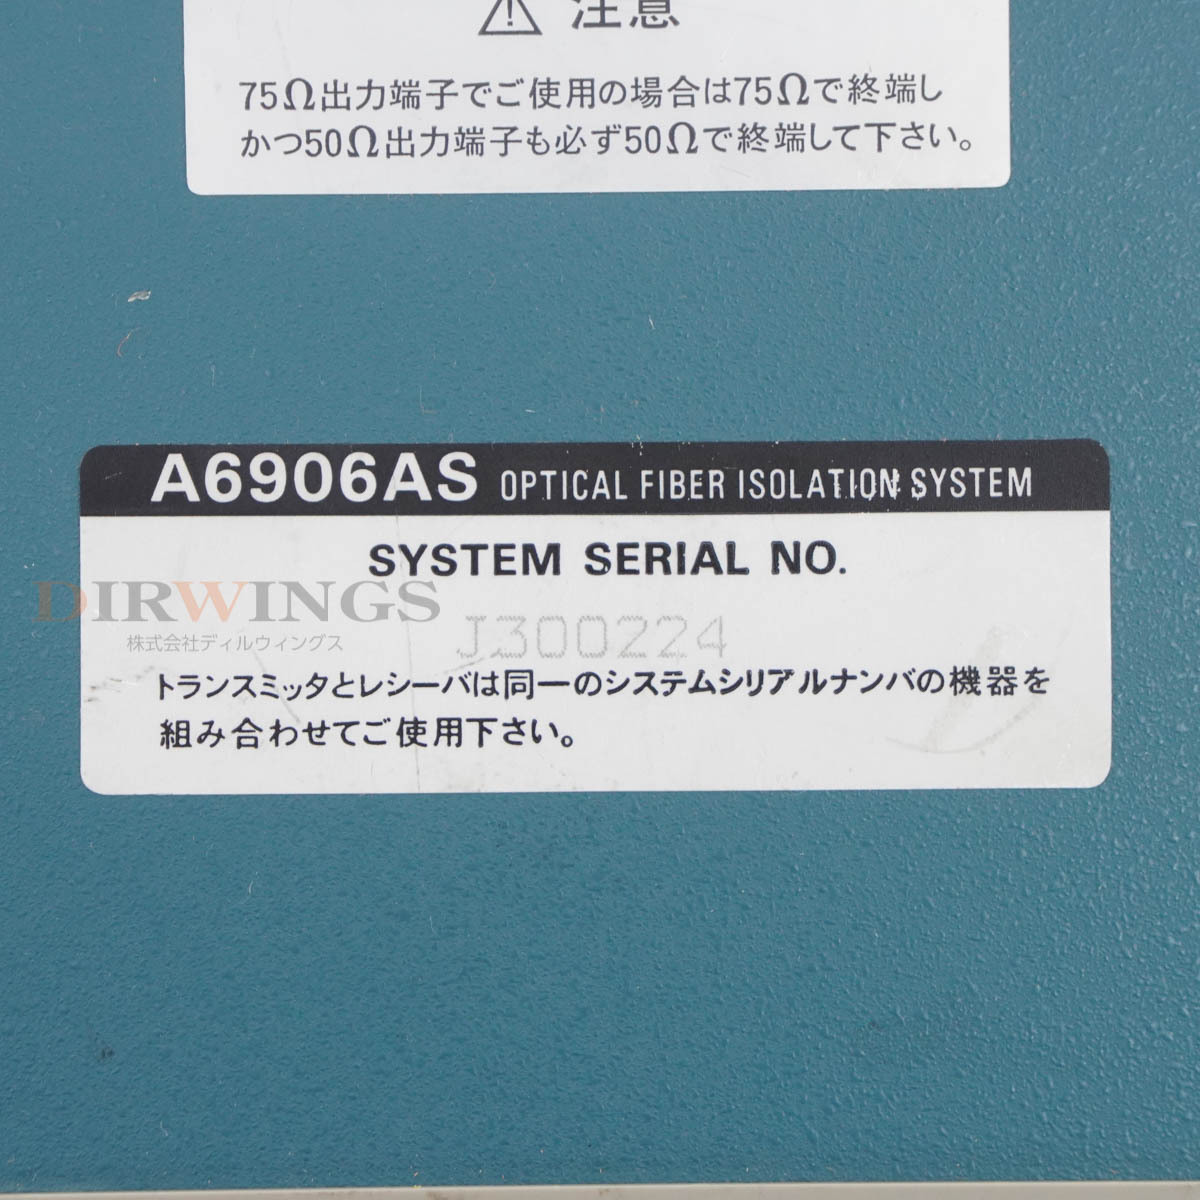 注意
75Ω出力端子でご使用の場合は75Ωで終端し
かつ50Ω出力端子も必ず50Ωで終端して下さい。
A6906AS OPTICAL FIBER ISOLATION SYSTEM
SYSTEM SERIAL NO.
DIRWINGS
株式会社ディルウィングス
J300224
トランスミッタとレシーバは同一のシステムシリアルナンバの機器を
組み合わせてご使用下さい。